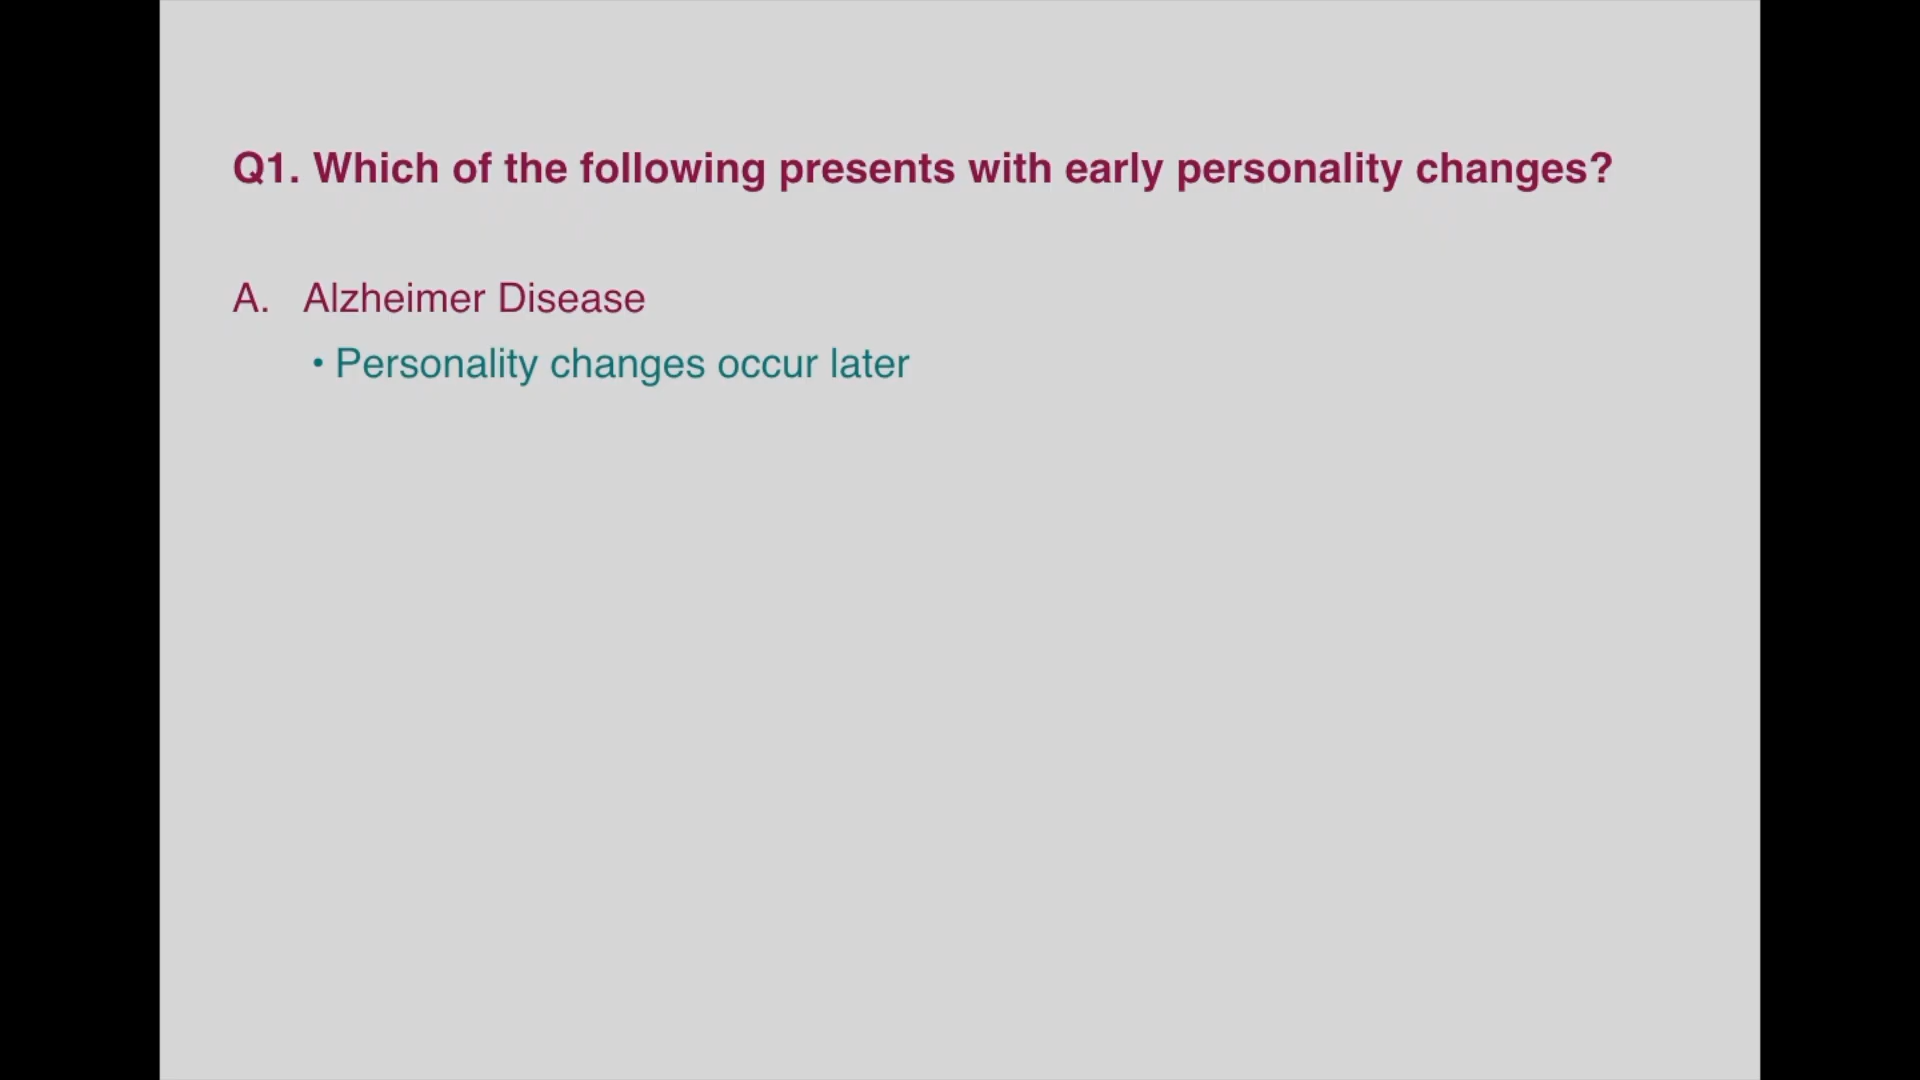 Q1. Which of the following presents with early personality changes?
A. Alzheimer Disease
• Personality changes occur later